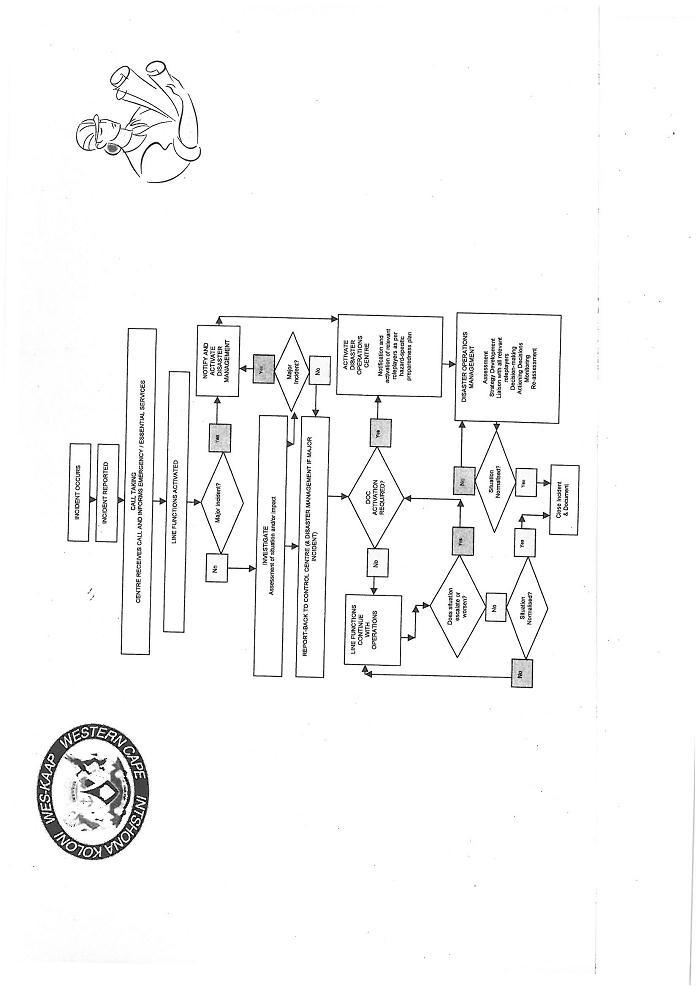 WES-KAAP
WESTERN CAPE
INTSHONA KOLONI
INCIDENT OCCURS
INCIDENT REPORTED
CALL TAKING
CENTRE RECEIVES CALL AND INFORMS EMERGENCY / ESSENTIAL SERVICES
LINE FUNCTIONS ACTIVATED
Major Incident?
Yes
No
NOTIFY AND
ACTIVATE
DISASTER
MANAGEMENT
INVESTIGATE
Assessment of situation and/or impact
Major
Incident?
Yes
No
REPORT-BACK TO CONTROL CENTRE (& DISASTER MANAGEMENT IF MAJOR
INCIDENT)
DOC
ACTIVATION
REQUIRED?
Yes
No
ACTIVATE
DISASTER
OPERATIONS
CENTRE
Notification and
activation of relevant
roleplayers as per
hazard-specific
preparedness plan
LINE FUNCTIONS
CONTINUE
WITH
OPERATIONS
Does situation
escalate or
worsen?
Yes
No
DISASTER OPERATIONS
MANAGEMENT
Assessment
Strategy Development
Liaison with all relevant
roleplayers
Decision-making
Actioning Decisions
Monitoring
Re-assessment
Situation
Normalised?
No
Yes
Situation
Normalised?
No
Yes
Close Incident
& Document